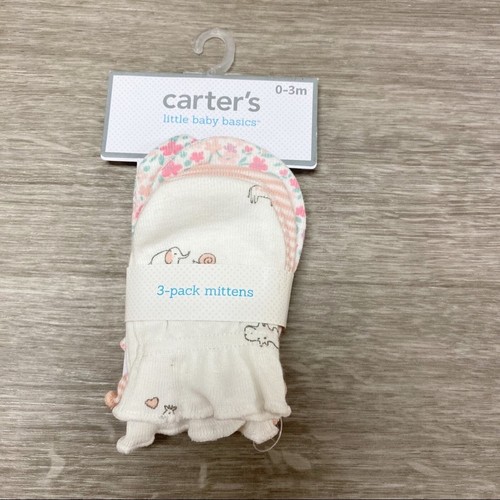 0-3m
carter's
little baby basics
3-pack mittens